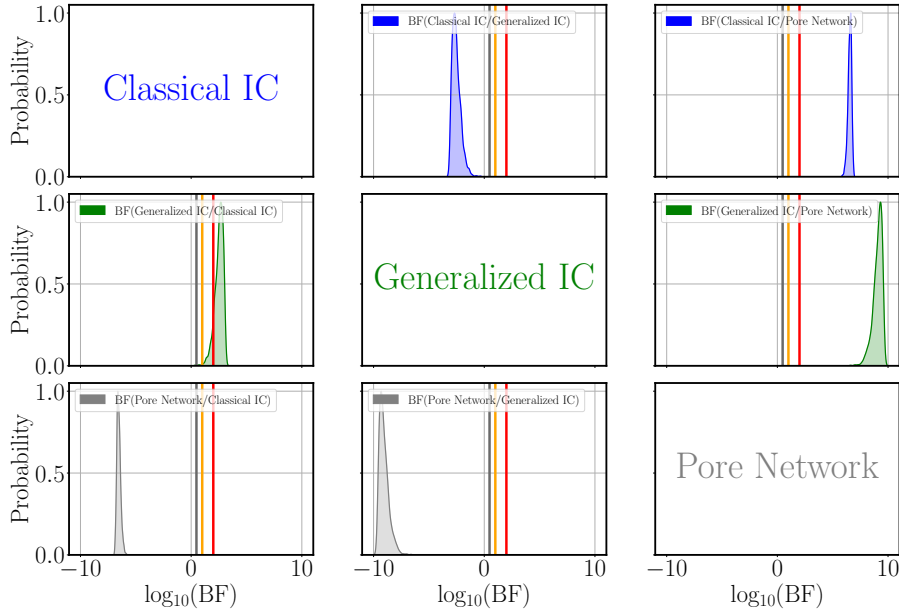 BF(Classical IC/Generalized IC)
BF(Classical IC/Pore Network)
Probability
1.0
0.5
0.0
Classical IC
BF(Generalized IC/Classical IC)
BF(Generalized IC/Pore Network)
Probability
1.0
0.5
0.0
Generalized IC
BF(Pore Network/Classical IC)
BF(Pore Network/Generalized IC)
Probability
1.0
0.5
0.0
Pore Network
−10 0 10
−10 0 10
−10 0 10
log10(BF)
log10(BF)
log10(BF)